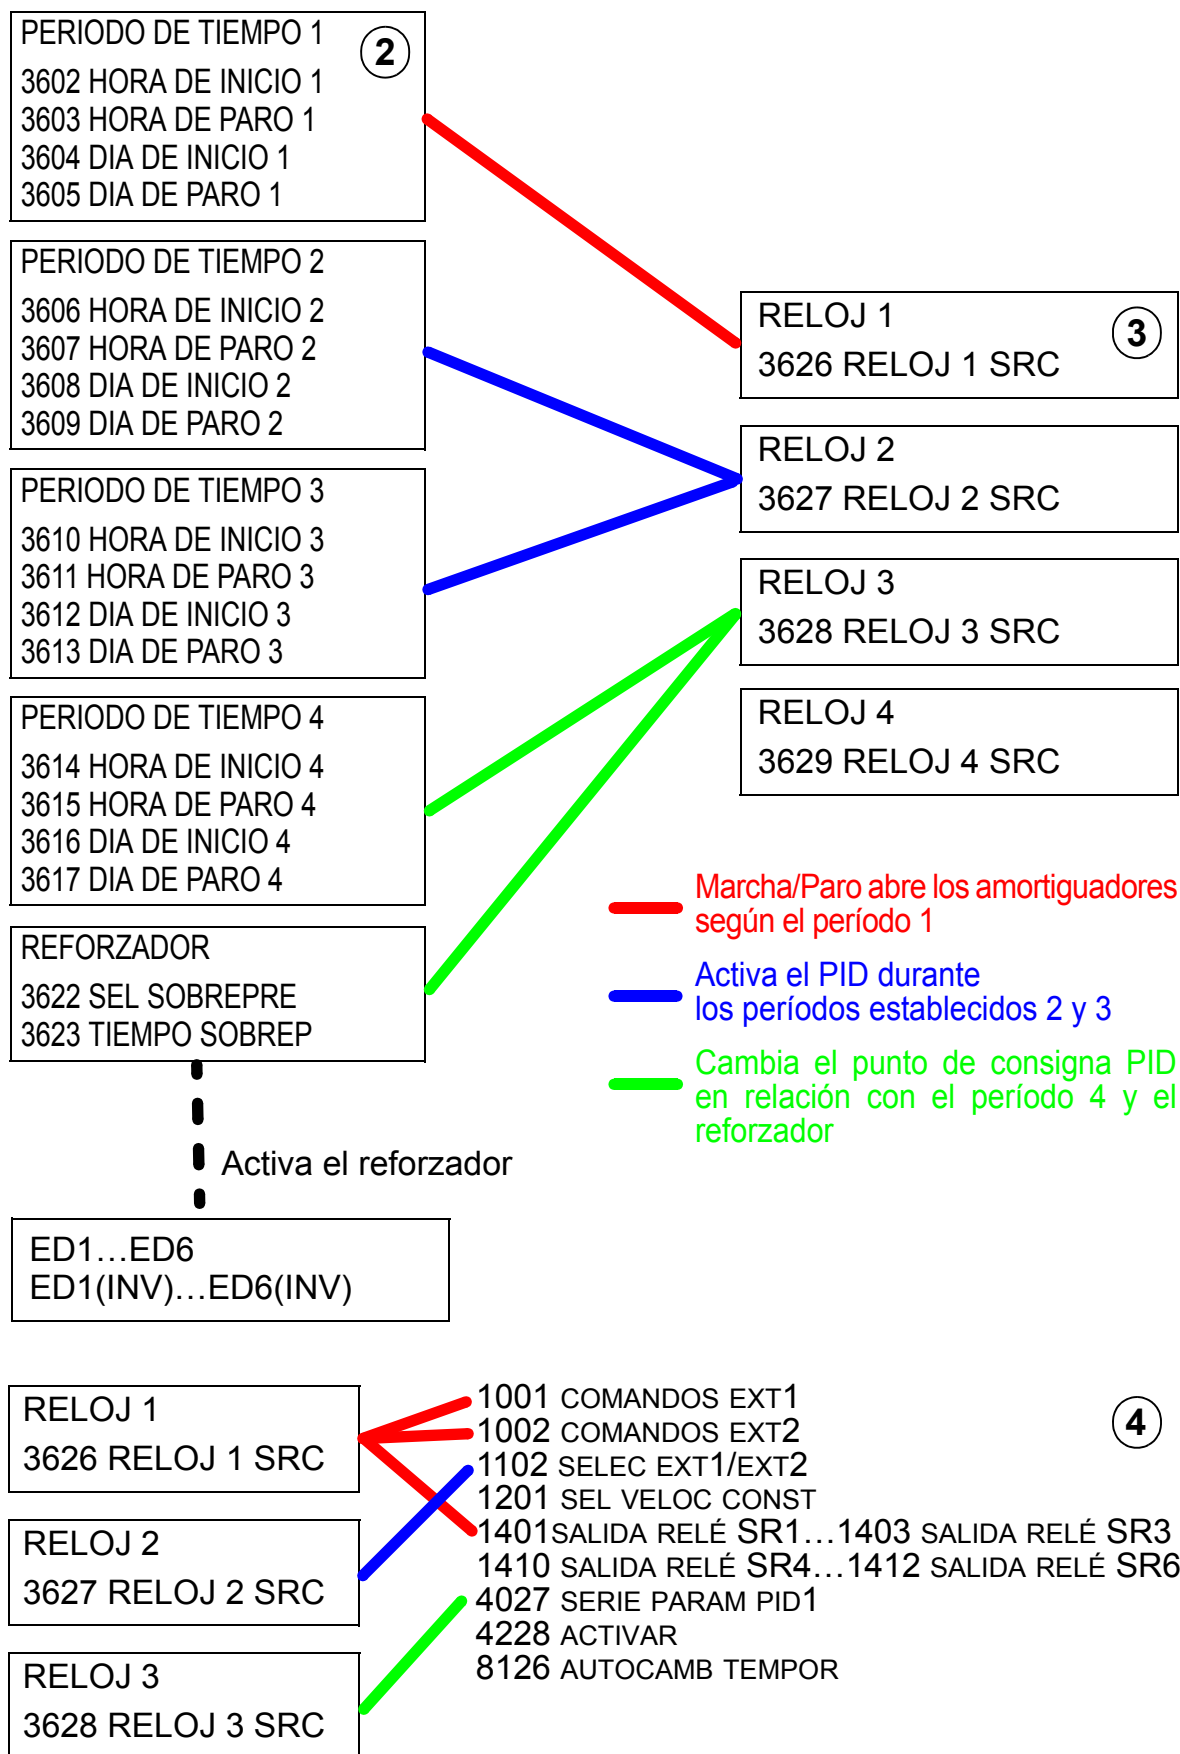 PERIODO DE TIEMPO 1
2
3602 HORA DE INICIO 1
3603 HORA DE PARO 1
3604 DIA DE INICIO 1
3605 DIA DE PARO 1
PERIODO DE TIEMPO 2
3606 HORA DE INICIO 2
3607 HORA DE PARO 2
3608 DIA DE INICIO 2
3609 DIA DE PARO 2
PERIODO DE TIEMPO 3
3610 HORA DE INICIO 3
3611 HORA DE PARO 3
3612 DIA DE INICIO 3
3613 DIA DE PARO 3
PERIODO DE TIEMPO 4
3614 HORA DE INICIO 4
3615 HORA DE PARO 4
3616 DIA DE INICIO 4
3617 DIA DE PARO 4
REFORZADOR
3622 SEL SOBREPRE
3623 TIEMPO SOBREP
Activa el reforzador
ED1…ED6
ED1(INV)…ED6(INV)
RELOJ 1
3
3626 RELOJ 1 SRC
RELOJ 2
3627 RELOJ 2 SRC
RELOJ 3
3628 RELOJ 3 SRC
RELOJ 4
3629 RELOJ 4 SRC
Marcha/Paro abre los amortiguadores
según el período 1
Activa el PID durante
los períodos establecidos 2 y 3
Cambia el punto de consigna PID
en relación con el período 4 y el
reforzador
RELOJ 1
3626 RELOJ 1 SRC
RELOJ 2
3627 RELOJ 2 SRC
RELOJ 3
3628 RELOJ 3 SRC
4
1001 COMANDOS EXT1
1002 COMANDOS EXT2
1102 SELEC EXT1/EXT2
1201 SEL VELOC CONST
1401SALIDA RELÉ SR1…1403 SALIDA RELÉ SR3
1410 SALIDA RELÉ SR4…1412 SALIDA RELÉ SR6
4027 SERIE PARAM PID1
4228 ACTIVAR
8126 AUTOCAMB TEMPOR